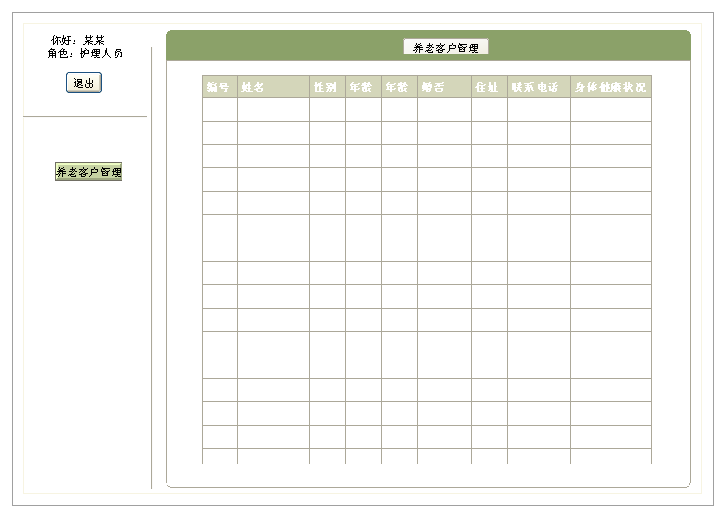 你好：某某
角色：护理人员
退出
养老客户管理
养老客户管理
编号 姓名 性别 年龄 年龄 婚否 住址 联系电话 身体健康状况